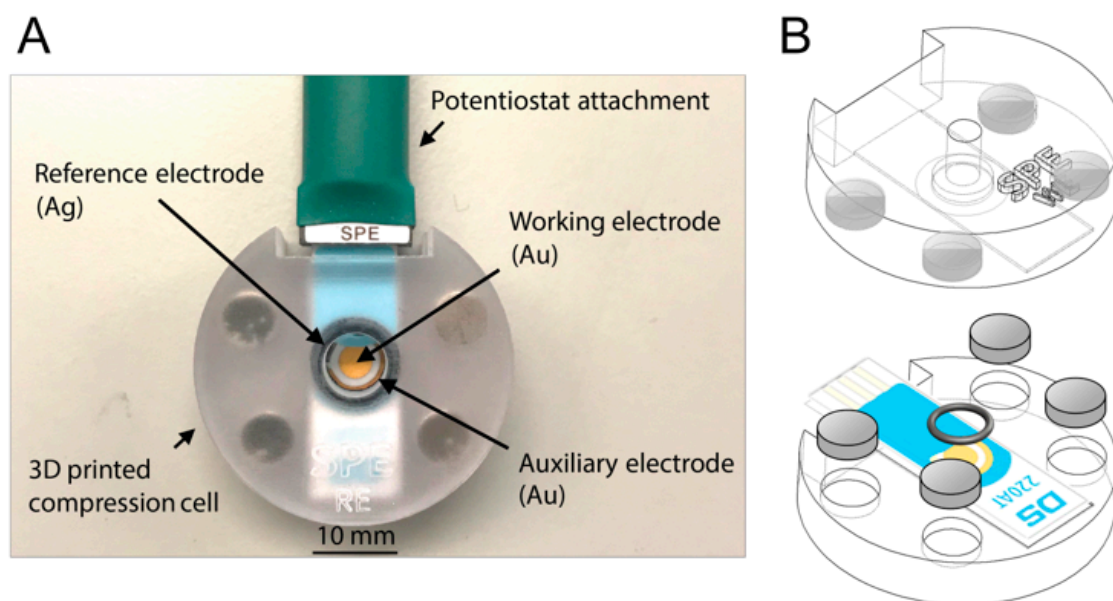 A
B
Potentiostat attachment
Reference electrode
(Ag)
SPE
Working electrode
(Au)
3D printed
compression cell
SPE
RE
Auxiliary electrode
(Au)
10 mm
SPE
DS
220AT